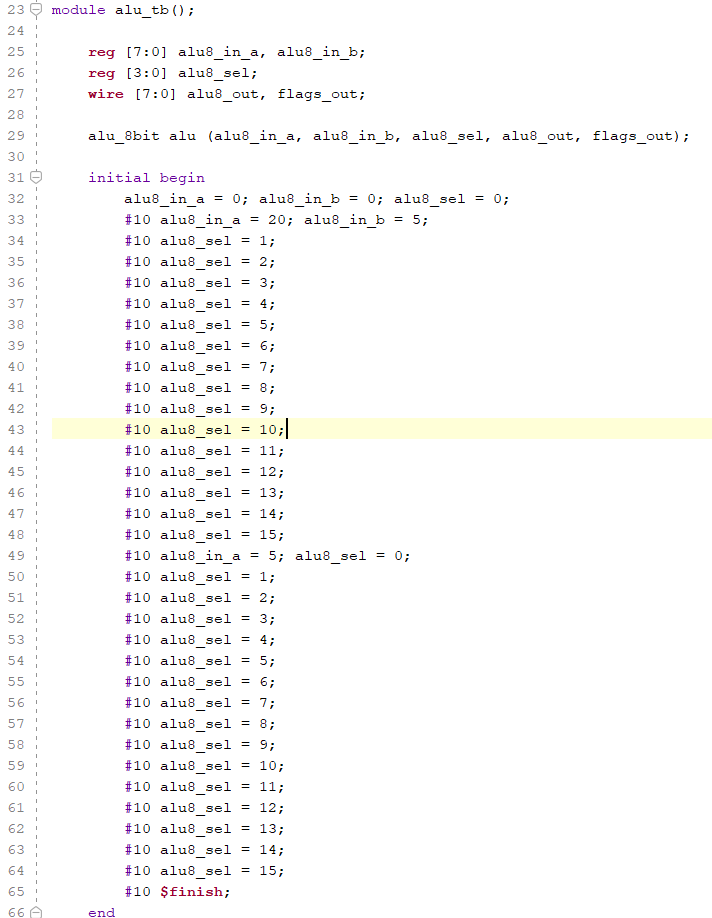 23 module alu_tb();
24
25 reg [7:0] alu8_in_a, alu8_in_b;
26 reg [3:0] alu8_sel;
27 wire [7:0] alu8_out, flags_out;
28
29 alu_8bit alu (alu8_in_a, alu8_in_b, alu8_sel, alu8_out, flags_out);
30
31 initial begin
32 alu8_in_a = 0; alu8_in_b = 0; alu8_sel = 0;
33 #10 alu8_in_a = 20; alu8_in_b = 5;
34 #10 alu8_sel = 1;
35 #10 alu8_sel = 2;
36 #10 alu8_sel = 3;
37 #10 alu8_sel = 4;
38 #10 alu8_sel = 5;
39 #10 alu8_sel = 6;
40 #10 alu8_sel = 7;
41 #10 alu8_sel = 8;
42 #10 alu8_sel = 9;
43 #10 alu8_sel = 10;
44 #10 alu8_sel = 11;
45 #10 alu8_sel = 12;
46 #10 alu8_sel = 13;
47 #10 alu8_sel = 14;
48 #10 alu8_sel = 15;
49 #10 alu8_in_a = 5; alu8_sel = 0;
50 #10 alu8_sel = 1;
51 #10 alu8_sel = 2;
52 #10 alu8_sel = 3;
53 #10 alu8_sel = 4;
54 #10 alu8_sel = 5;
55 #10 alu8_sel = 6;
56 #10 alu8_sel = 7;
57 #10 alu8_sel = 8;
58 #10 alu8_sel = 9;
59 #10 alu8_sel = 10;
60 #10 alu8_sel = 11;
61 #10 alu8_sel = 12;
62 #10 alu8_sel = 13;
63 #10 alu8_sel = 14;
64 #10 alu8_sel = 15;
65 #10 $finish;
66 end